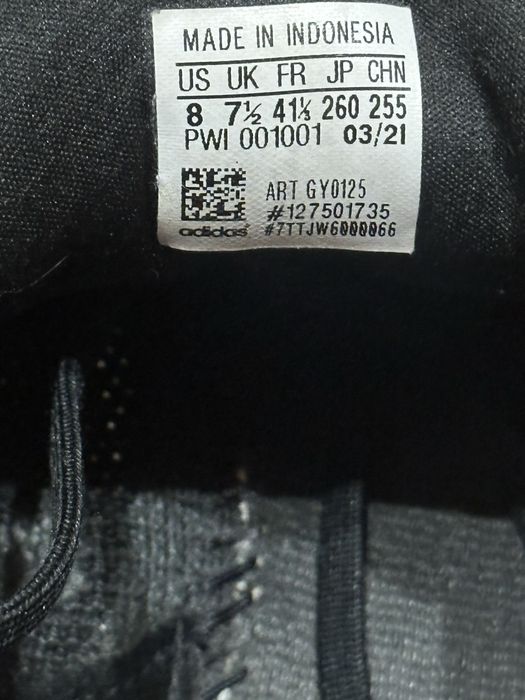 MADE IN INDONESIA
US UK FR JP CHN
8 7½ 41⅓ 260 255
PWI 001001 03/21
ART GY0125
#127501735
adidas #7TTJW6000066